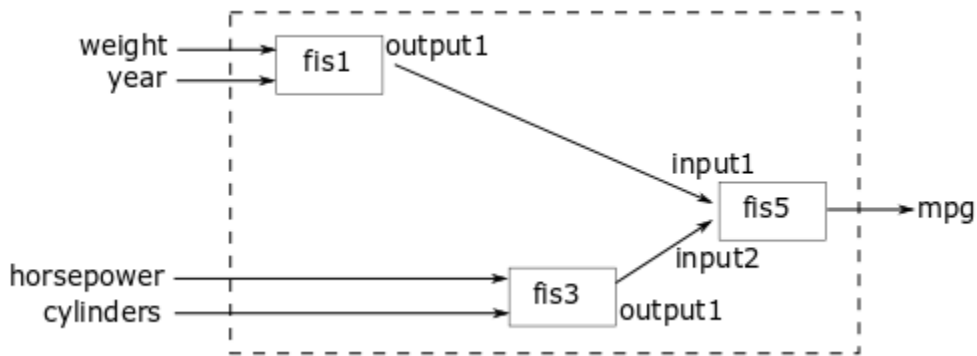 weight
year
fis1
output1
input1
fis5
mpg
input2
horsepower
cylinders
fis3
output1